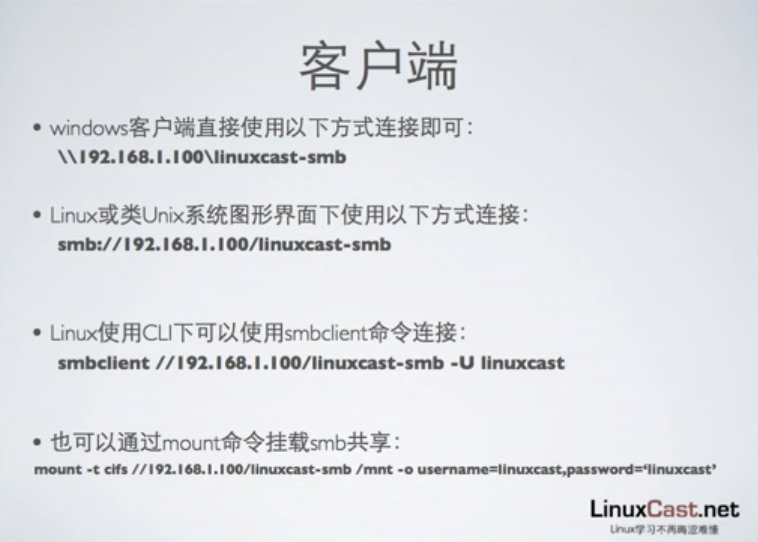 客户端
• windows客户端直接使用以下方式连接即可：
\\192.168.1.100\linuxcast-smb
• Linux或类Unix系统图形界面下使用以下方式连接：
smb://192.168.1.100/linuxcast-smb
• Linux使用CLI下可以使用smbclient命令连接：
smbclient //192.168.1.100/linuxcast-smb -U linuxcast
• 也可以通过mount命令挂载smb共享：
mount -t cifs //192.168.1.100/linuxcast-smb /mnt -o username=linuxcast,password=‘linuxcast’
LinuxCast.net
Linux学习不再晦涩难懂